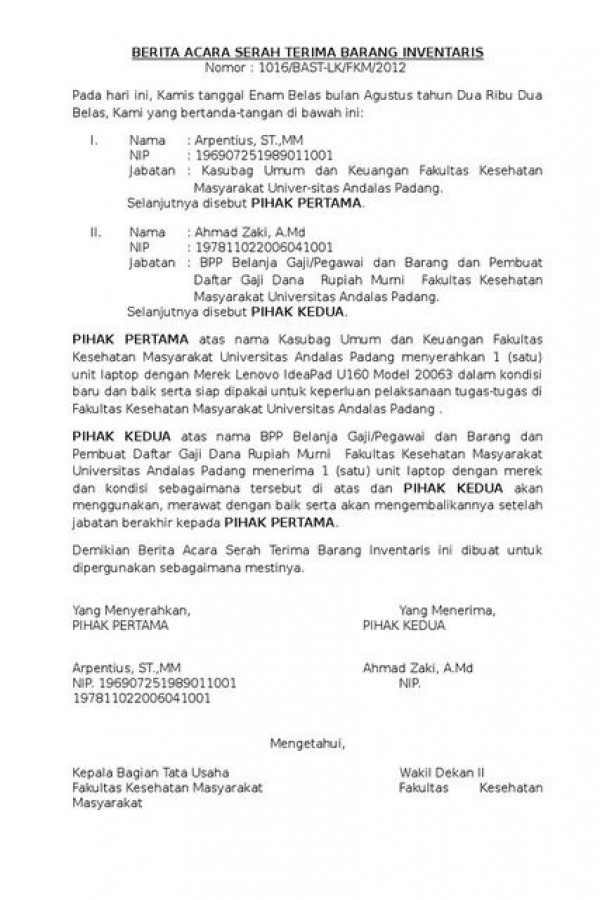 BERITA ACARA SERAH TERIMA BARANG INVENTARIS
Nomor : 1016/BAST-LK/FKM/2012
Pada hari ini, Kamis tanggal Enam Belas bulan Agustus tahun Dua Ribu Dua
Belas, Kami yang bertanda-tangan di bawah ini:
I. Nama : Arpentius, ST.,MM
NIP : 196907251989011001
Jabatan : Kasubag Umum dan Keuangan Fakultas Kesehatan
Masyarakat Univer-sitas Andalas Padang.
Selanjutnya disebut PIHAK PERTAMA.
II. Nama : Ahmad Zaki, A.Md
NIP : 197811022006041001
Jabatan : BPP Belanja Gaji/Pegawai dan Barang dan Pembuat
Daftar Gaji Dana Rupiah Murni Fakultas Kesehatan
Masyarakat Universitas Andalas Padang.
Selanjutnya disebut PIHAK KEDUA.
PIHAK PERTAMA atas nama Kasubag Umum dan Keuangan Fakultas
Kesehatan Masyarakat Universitas Andalas Padang menyerahkan 1 (satu)
unit laptop dengan Merek Lenovo IdeaPad U160 Model 20063 dalam kondisi
baru dan baik serta siap dipakai untuk keperluan pelaksanaan tugas-tugas di
Fakultas Kesehatan Masyarakat Universitas Andalas Padang .
PIHAK KEDUA atas nama BPP Belanja Gaji/Pegawai dan Barang dan
Pembuat Daftar Gaji Dana Rupiah Murni Fakultas Kesehatan Masyarakat
Universitas Andalas Padang menerima 1 (satu) unit laptop dengan merek
dan kondisi sebagaimana tersebut di atas dan PIHAK KEDUA akan
menggunakan, merawat dengan baik serta akan mengembalikannya setelah
jabatan berakhir kepada PIHAK PERTAMA.
Demikian Berita Acara Serah Terima Barang Inventaris ini dibuat untuk
dipergunakan sebagaimana mestinya.
Yang Menyerahkan, Yang Menerima,
PIHAK PERTAMA PIHAK KEDUA
Arpentius, ST.,MM Ahmad Zaki, A.Md
NIP. 196907251989011001 NIP.
197811022006041001
Mengetahui,
Kepala Bagian Tata Usaha Wakil Dekan II
Fakultas Kesehatan Masyarakat Fakultas Kesehatan
Masyarakat